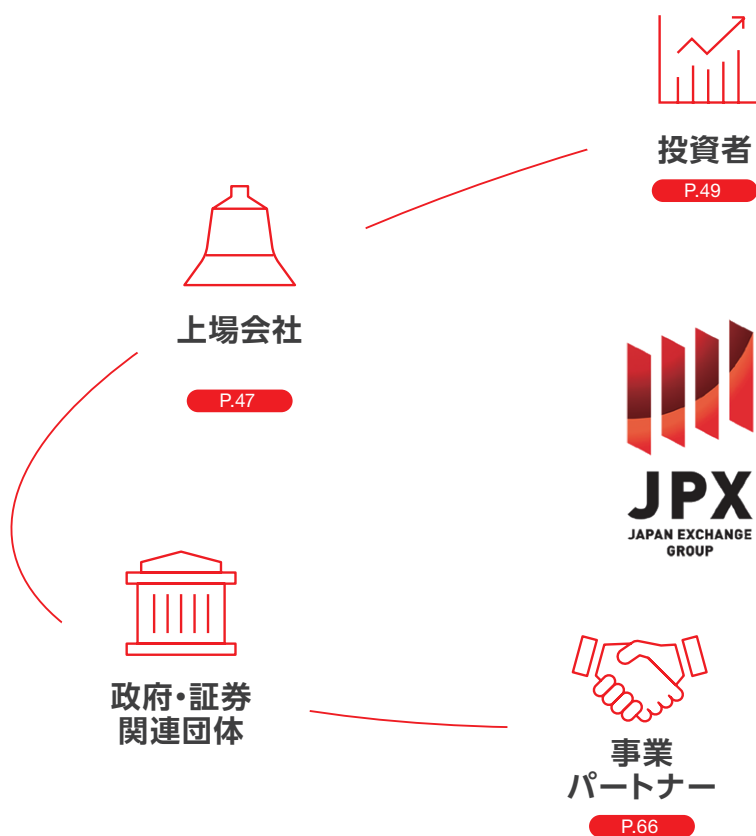 投資者
P.49
上場会社
P.47
JPX
JAPAN EXCHANGE
GROUP
政府・証券
関連団体
事業
パートナー
P.66